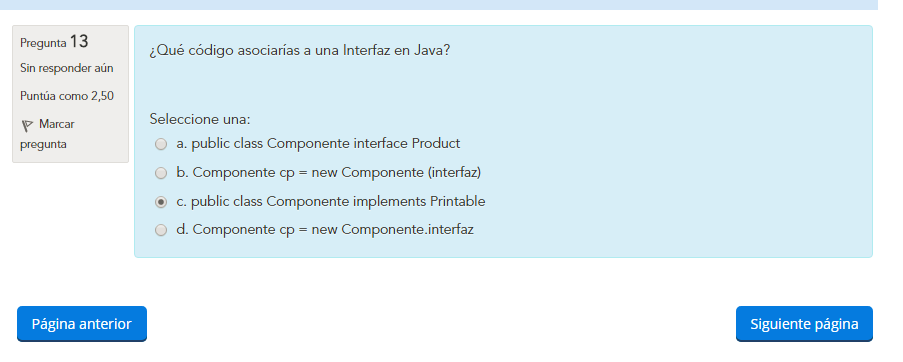 Pregunta 13
Sin responder aún
Puntúa como 2,50
Marcar
pregunta
¿Qué código asociarías a una Interfaz en Java?
Seleccione una:
a. public class Componente interface Product
b. Componente cp = new Componente (interfaz)
c. public class Componente implements Printable
d. Componente cp = new Componente.interfaz
Página anterior
Siguiente página